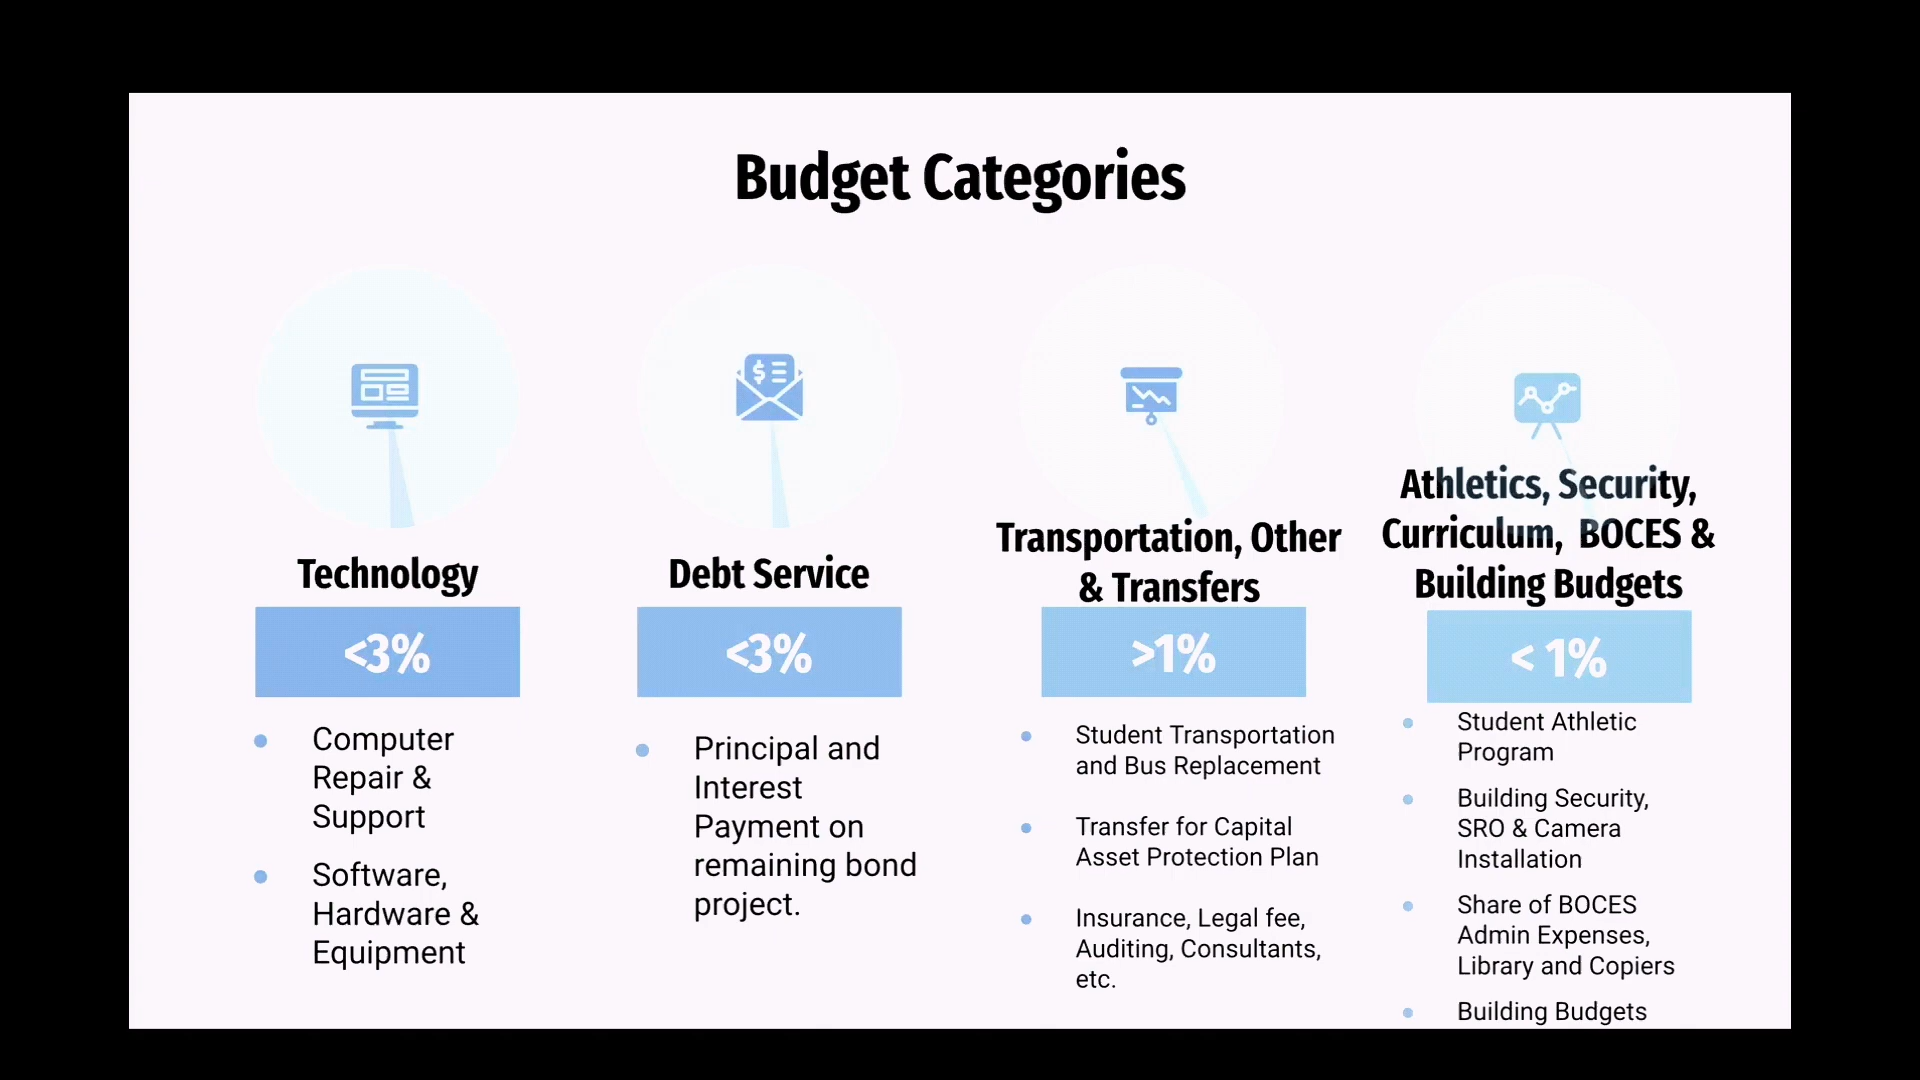 Budget Categories
Technology
<3%
Computer
Repair &
Support
Software,
Hardware &
Equipment
Debt Service
<3%
Principal and
Interest
Payment on
remaining bond
project.
Transportation, Other
& Transfers
>1%
Student Transportation
and Bus Replacement
Transfer for Capital
Asset Protection Plan
Insurance, Legal fee,
Auditing, Consultants,
etc.
Athletics, Security,
Curriculum, BOCES &
Building Budgets
< 1%
Student Athletic
Program
Building Security,
SRO & Camera
Installation
Share of BOCES
Admin Expenses,
Library and Copiers
Building Budgets